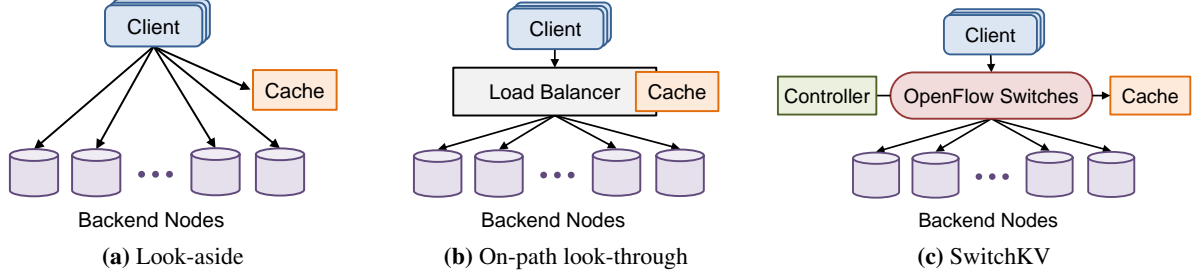 Client
Cache
Backend Nodes
(a) Look-aside
Client
Load Balancer
Cache
Backend Nodes
(b) On-path look-through
Client
Controller
OpenFlow Switches
Cache
Backend Nodes
(c) SwitchKV